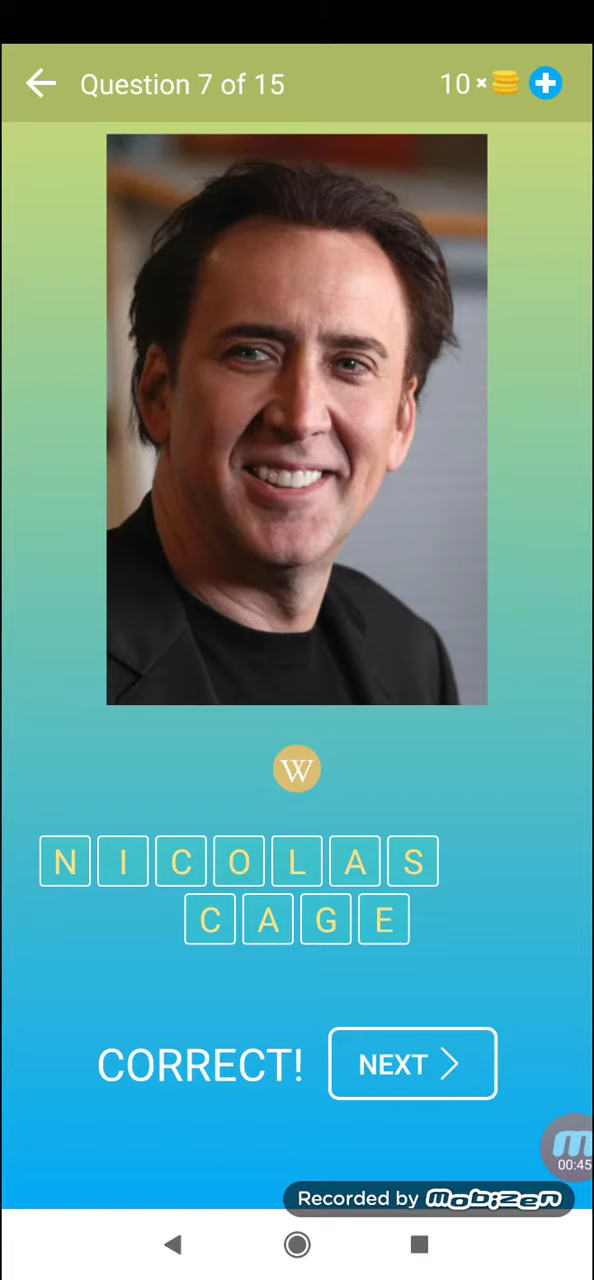 Question 7 of 15
10 ×
W
NICOLAS
CAGE
CORRECT!
NEXT
m
00:45
Recorded by mobizen